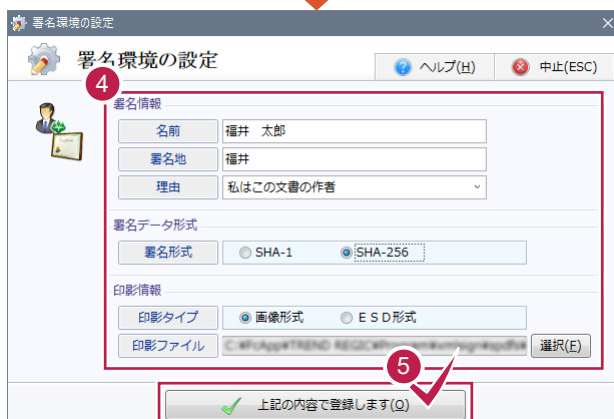 署名環境の設定
署名環境の設定 ヘルプ(H) 中止(ESC)
4
署名情報
名前 福井　太郎
署名地 福井
理由 私はこの文書の作者
署名データ形式
署名形式 SHA-1 SHA-256
印影情報
印影タイプ 画像形式 ＥＳＤ形式
印影ファイル 選択(F)
5
上記の内容で登録します(O)